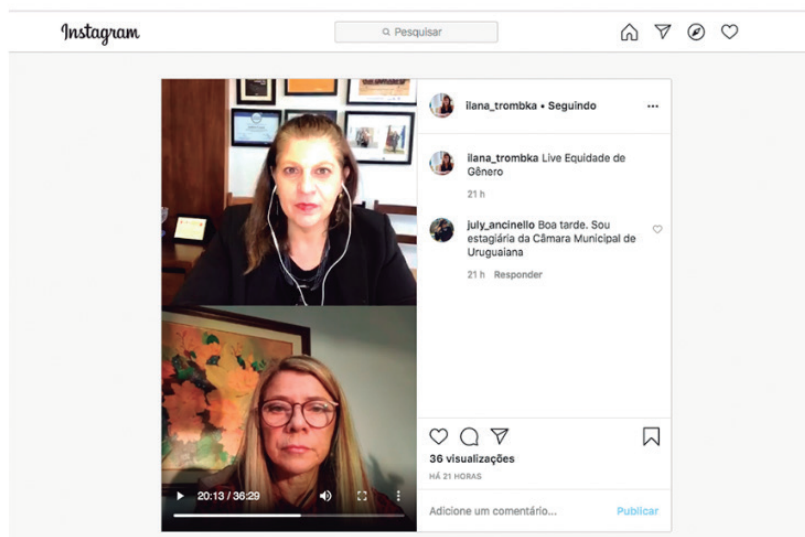 Instagram
Pesquisar
ilana_trombka • Seguindo
ilana_trombka Live Equidade de
Gênero
21 h
july_ancinello Boa tarde. Sou
estagiária da Câmara Municipal de
Uruguaiana
21 h Responder
20:13 / 36:29
36 visualizações
HÁ 21 HORAS
Adicione um comentário... Publicar